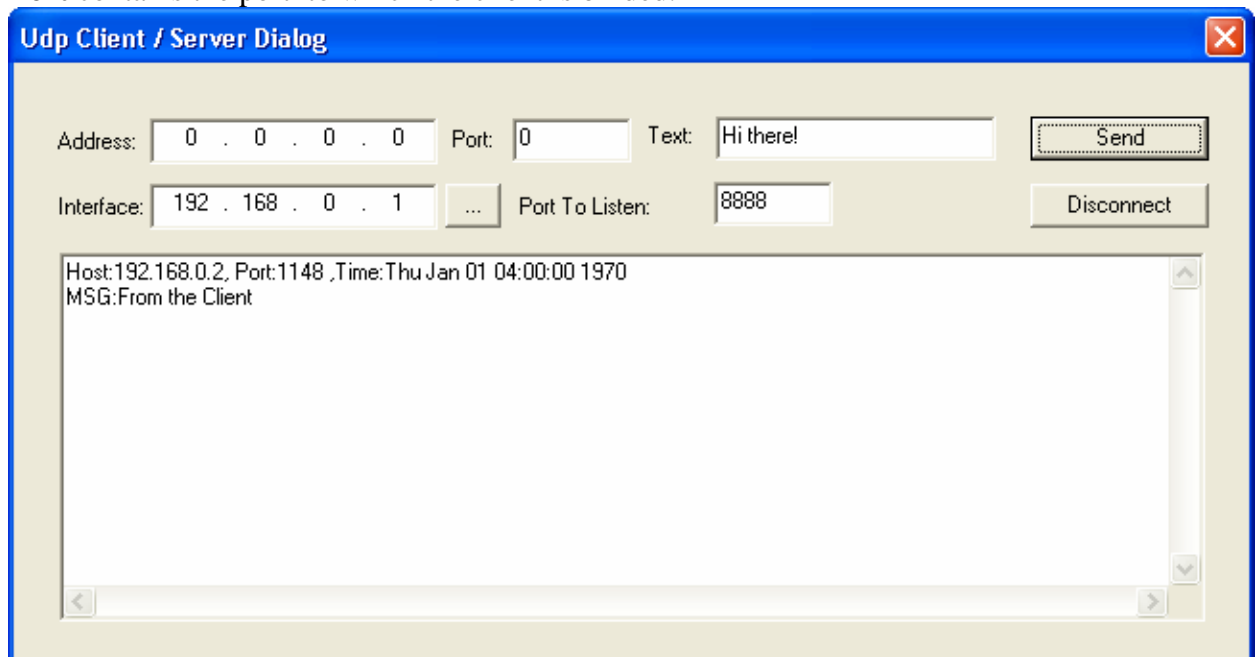 Udp Client / Server Dialog
Address: 0 . 0 . 0 . 0 Port: 0 Text: Hi there! Send
Interface: 192 . 168 . 0 . 1 ... Port To Listen: 8888 Disconnect
Host:192.168.0.2, Port:1148 ,Time:Thu Jan 01 04:00:00 1970
MSG:From the Client